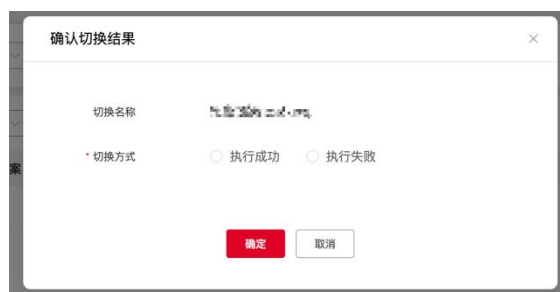 确认切换结果
切换名称
* 切换方式 执行成功 执行失败
案
确定 取消